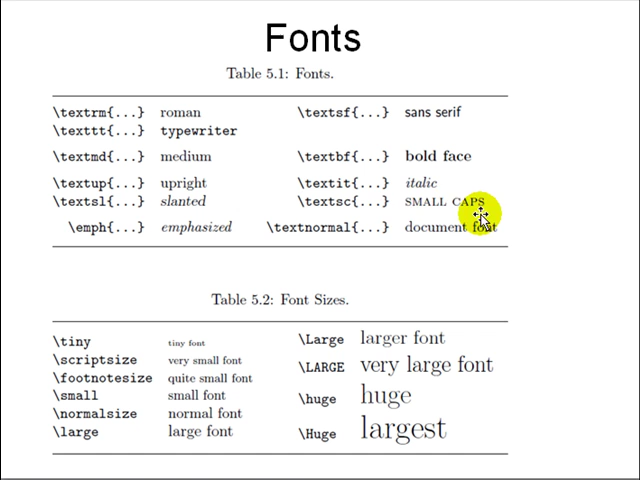 Fonts
Table 5.1: Fonts.
\textrm{...} roman \textsf{...} sans serif
\texttt{...} typewriter
\textmd{...} medium \textbf{...} bold face
\textup{...} upright \textit{...} italic
\textsl{...} slanted \textsc{...} SMALL CAPS
\emph{...} emphasized \textnormal{...} document font
Table 5.2: Font Sizes.
\tiny tiny font \Large larger font
\scriptsize very small font \LARGE very large font
\footnotesize quite small font
\small small font \huge huge
\normalsize normal font
\large large font \Huge largest